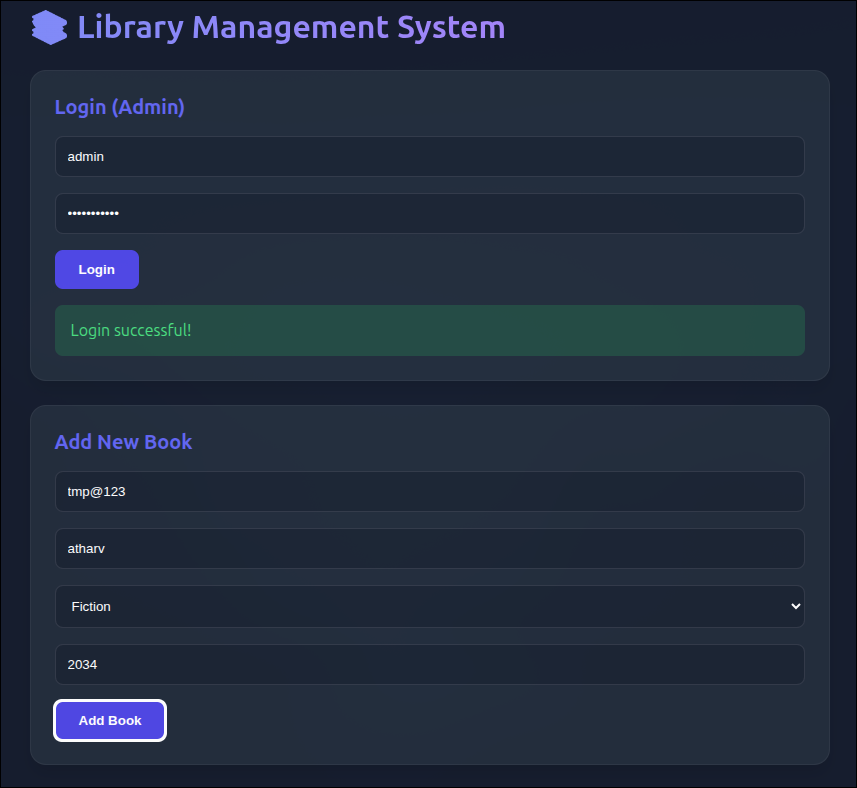 Library Management System
Login (Admin)
admin
•••••••••••
Login
Login successful!
Add New Book
tmp@123
atharv
Fiction
2034
Add Book